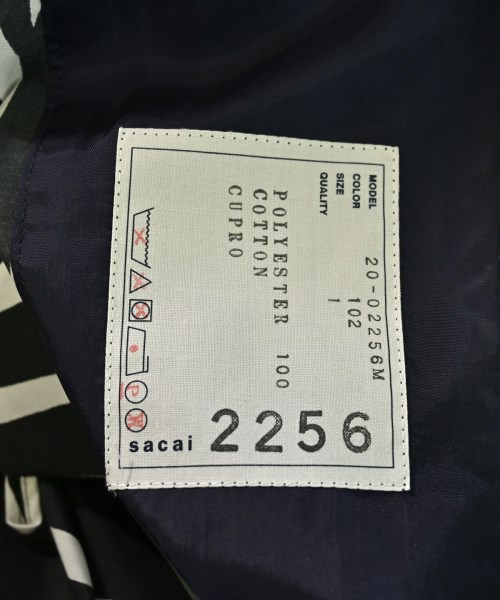 MODEL 20-02256M
COLOR 102
SIZE 1
QUALITY
POLYESTER 100
COTTON
CUPRO
P
W
sacai 2256